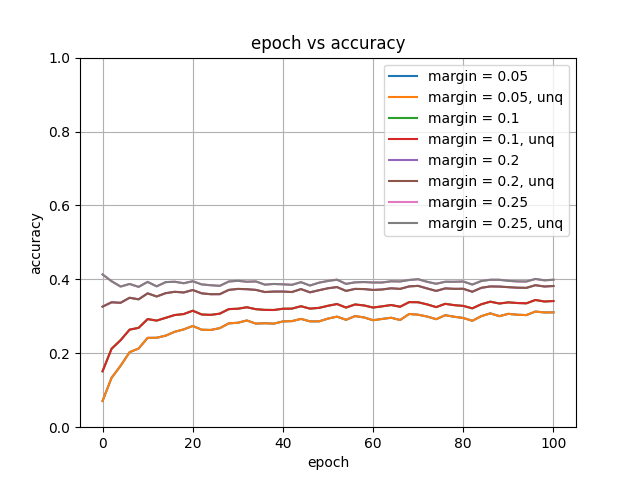 epoch vs accuracy
1.0
0.8
0.6
0.4
0.2
0.0
accuracy
margin = 0.05
margin = 0.05, unq
margin = 0.1
margin = 0.1, unq
margin = 0.2
margin = 0.2, unq
margin = 0.25
margin = 0.25, unq
0 20 40 60 80 100
epoch